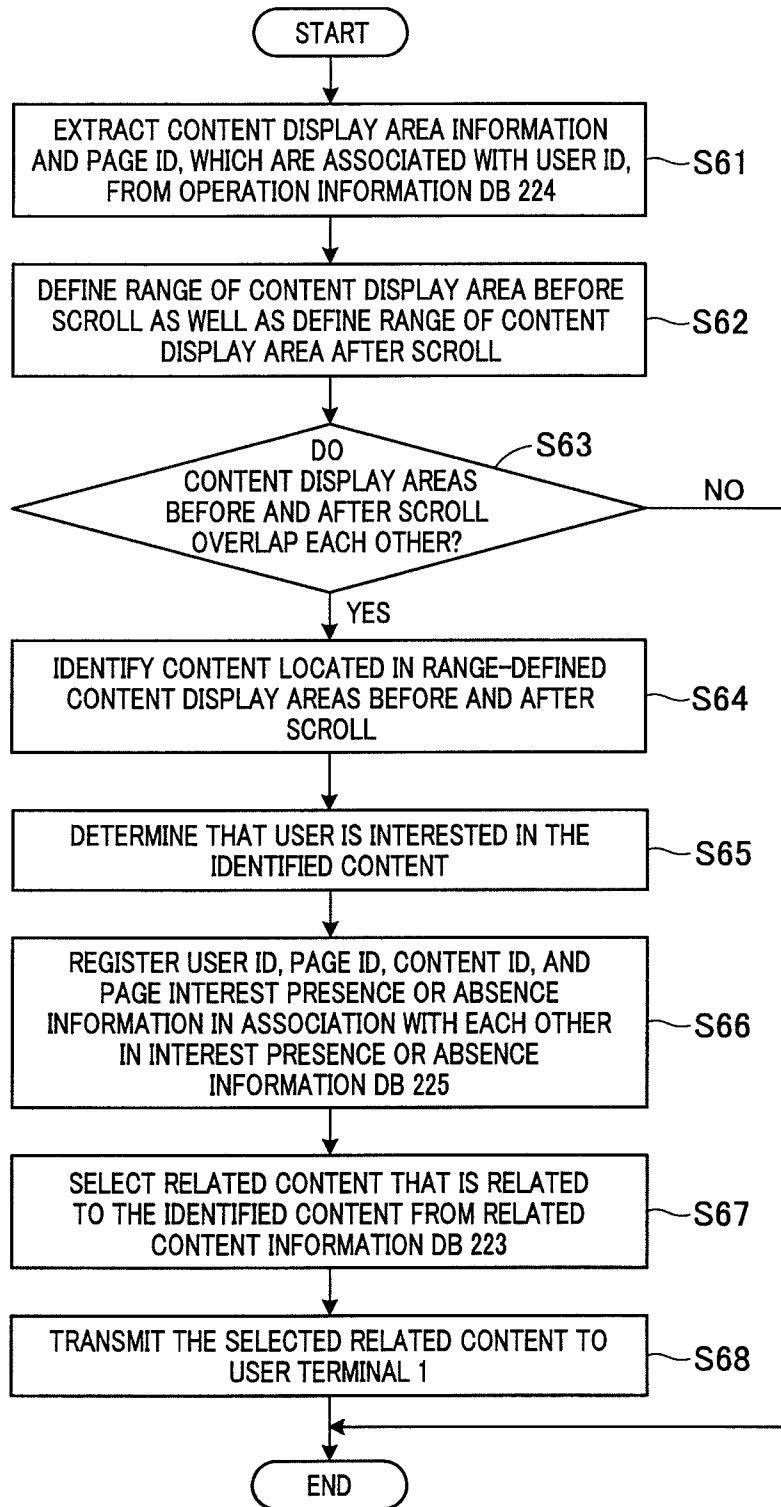 START
EXTRACT CONTENT DISPLAY AREA INFORMATION
AND PAGE ID, WHICH ARE ASSOCIATED WITH USER ID,
FROM OPERATION INFORMATION DB 224
S61
DEFINE RANGE OF CONTENT DISPLAY AREA BEFORE
SCROLL AS WELL AS DEFINE RANGE OF CONTENT
DISPLAY AREA AFTER SCROLL
S62
DO
CONTENT DISPLAY AREAS
BEFORE AND AFTER SCROLL
OVERLAP EACH OTHER?
S63
NO
YES
IDENTIFY CONTENT LOCATED IN RANGE-DEFINED
CONTENT DISPLAY AREAS BEFORE AND AFTER
SCROLL
S64
DETERMINE THAT USER IS INTERESTED IN THE
IDENTIFIED CONTENT
S65
REGISTER USER ID, PAGE ID, CONTENT ID, AND
PAGE INTEREST PRESENCE OR ABSENCE
INFORMATION IN ASSOCIATION WITH EACH OTHER
IN INTEREST PRESENCE OR ABSENCE
INFORMATION DB 225
S66
SELECT RELATED CONTENT THAT IS RELATED
TO THE IDENTIFIED CONTENT FROM RELATED
CONTENT INFORMATION DB 223
S67
TRANSMIT THE SELECTED RELATED CONTENT TO
USER TERMINAL 1
S68
END